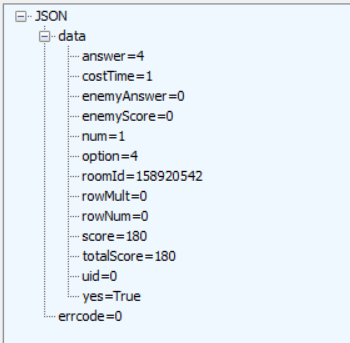 JSON
data
answer=4
costTime=1
enemyAnswer=0
enemyScore=0
num=1
option=4
roomId=158920542
rowMult=0
rowNum=0
score=180
totalScore=180
uid=0
yes=True
errcode=0